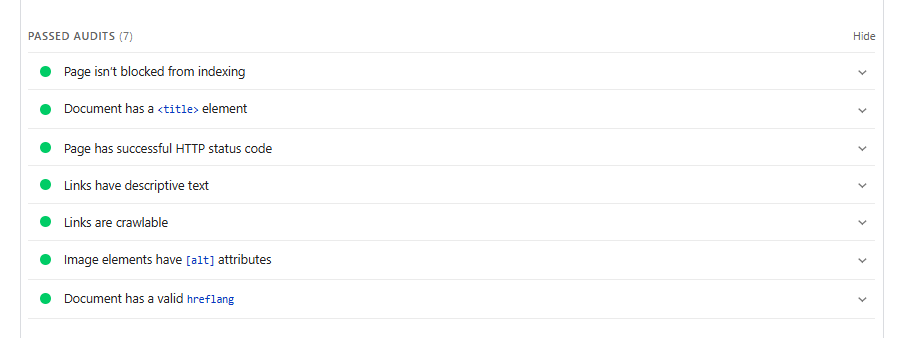 PASSED AUDITS (7) Hide
Page isn't blocked from indexing
Document has a <title> element
Page has successful HTTP status code
Links have descriptive text
Links are crawlable
Image elements have [alt] attributes
Document has a valid hreflang